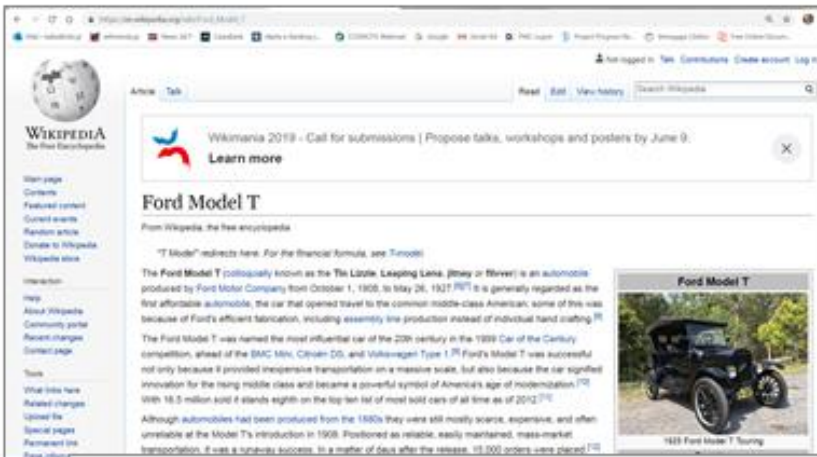 Not logged in Talk Contributions Create account Log in
Article Talk
Read Edit View history Search Wikipedia
WIKIPEDIA
The Free Encyclopedia
Wikimania 2019 - Call for submissions | Propose talks, workshops and posters by June 9.
Learn more
Main page
Contents
Featured content
Current events
Random article
Donate to Wikipedia
Wikipedia store
Interaction
Help
About Wikipedia
Community portal
Recent changes
Contact page
Tools
What links here
Related changes
Upload file
Special pages
Permanent link
Ford Model T
From Wikipedia, the free encyclopedia
"T Model" redirects here. For the financial formula, see T-model.
The Ford Model T (colloquially known as the Tin Lizzie, Leaping Lena, jitney or flivver) is an automobile
produced by Ford Motor Company from October 1, 1908, to May 26, 1927. It is generally regarded as the
first affordable automobile, the car that opened travel to the common middle-class American; some of this was
because of Ford's efficient fabrication, including assembly line production instead of individual hand crafting.
The Ford Model T was named the most influential car of the 20th century in the 1999 Car of the Century
competition, ahead of the BMC Mini, Citroën DS, and Volkswagen Type 1. Ford's Model T was successful
not only because it provided inexpensive transportation on a massive scale, but also because the car signified
innovation for the rising middle class and became a powerful symbol of America's age of modernization.
With 16.5 million sold it stands eighth on the top ten list of most sold cars of all time as of 2012.
Although automobiles had been produced from the 1880s they were still mostly scarce, expensive, and often
unreliable at the Model T's introduction in 1908. Positioned as reliable, easily maintained, mass-market
transportation, it was a runaway success. In a matter of days after the release, 15,000 orders were placed.
Ford Model T
1925 Ford Model T Touring